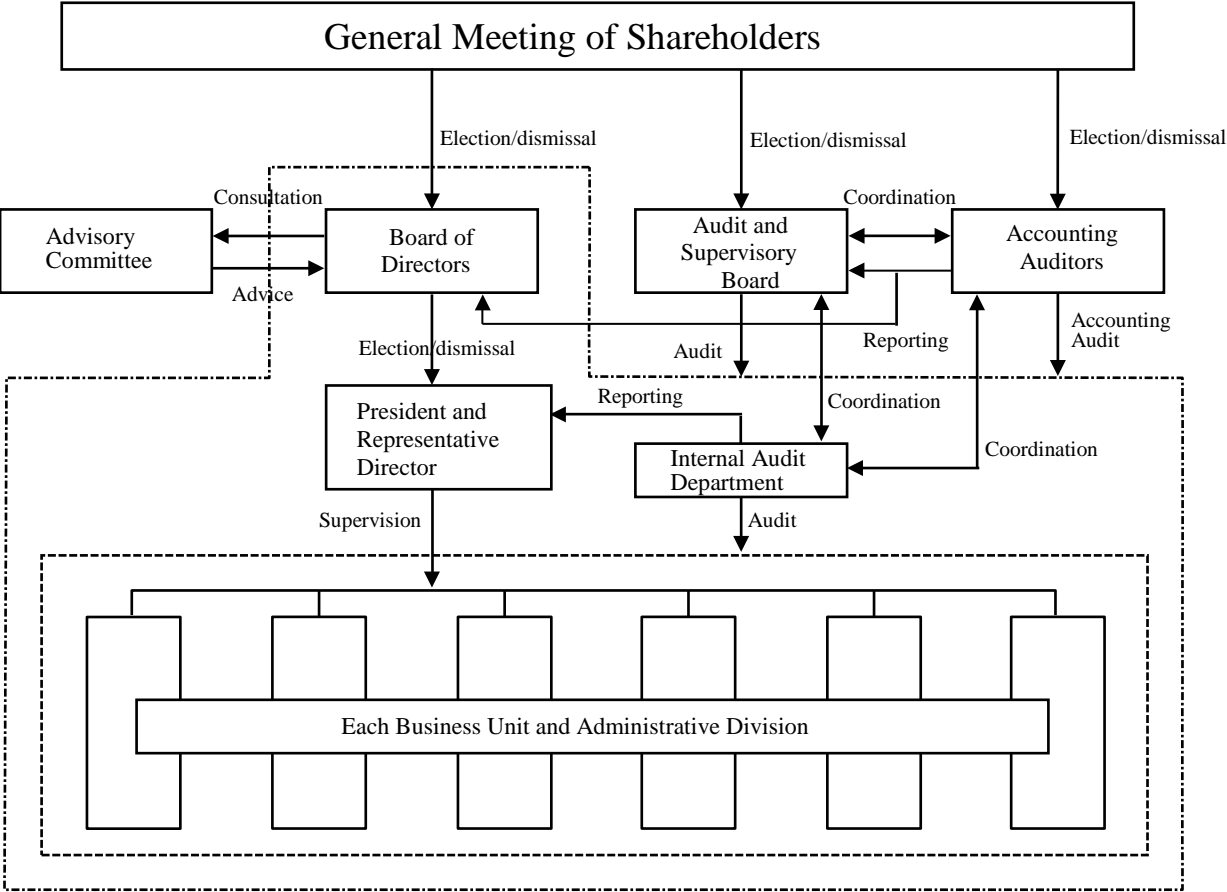 General Meeting of Shareholders
Election/dismissal
Election/dismissal
Election/dismissal
Consultation
Coordination
Advisory
Committee
Board of
Directors
Audit and
Supervisory
Board
Accounting
Auditors
Advice
Election/dismissal
Audit
Reporting
Accounting
Audit
President and
Representative
Director
Reporting
Coordination
Internal Audit
Department
Coordination
Supervision
Audit
Each Business Unit and Administrative Division